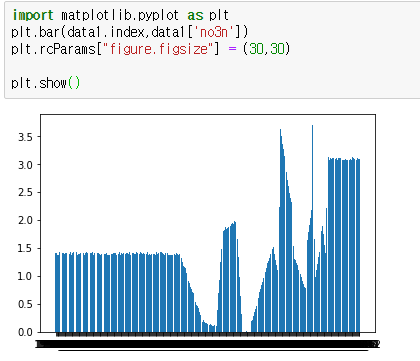 import matplotlib.pyplot as plt
plt.bar(data1.index,data1['no3n'])
plt.rcParams["figure.figsize"] = (30,30)
plt.show()
3.5
3.0
2.5
2.0
1.5
1.0
0.5
0.0